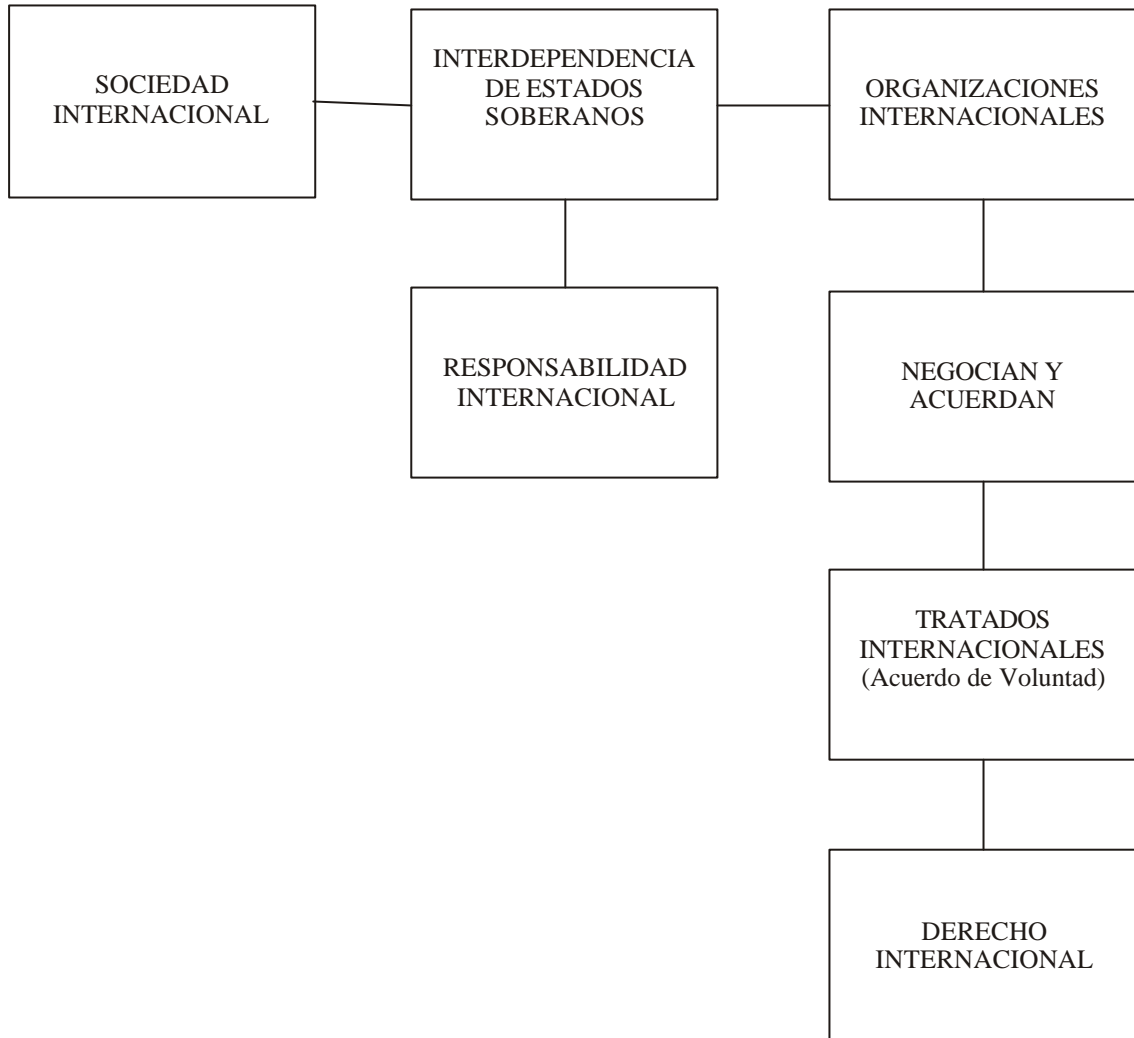 SOCIEDAD
INTERNACIONAL
INTERDEPENDENCIA
DE ESTADOS
SOBERANOS
ORGANIZACIONES
INTERNACIONALES
RESPONSABILIDAD
INTERNACIONAL
NEGOCIAN Y
ACUERDAN
TRATADOS
INTERNACIONALES
(Acuerdo de Voluntad)
DERECHO
INTERNACIONAL